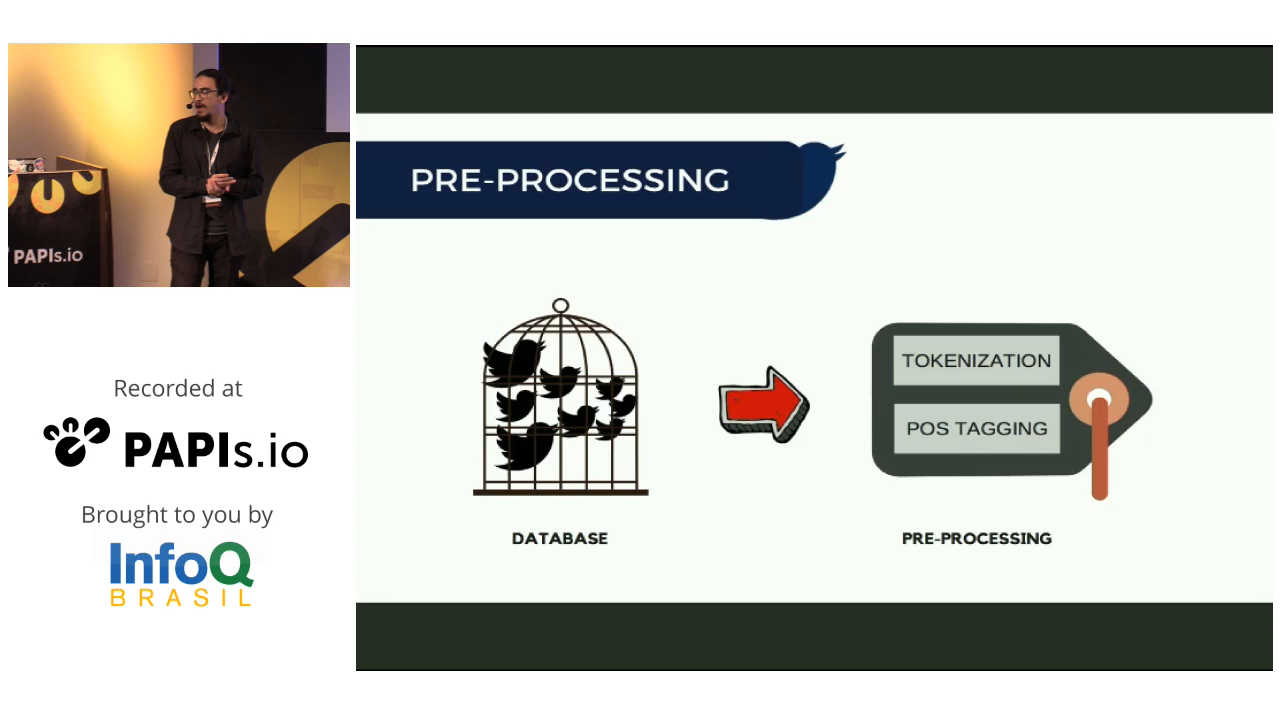 PAPIs.io
Recorded at
PAPIs.io
Brought to you by
InfoQ
BRASIL
PRE-PROCESSING
TOKENIZATION
POS TAGGING
DATABASE
PRE-PROCESSING